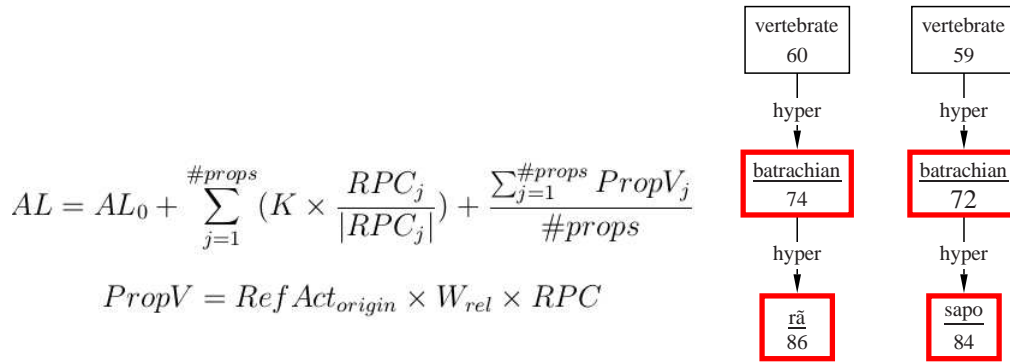 AL = AL_0 + \sum_{j=1}^{\#props} (K \times \frac{RPC_j}{|RPC_j|}) + \frac{\sum_{j=1}^{\#props} PropV_j}{\#props}
PropV = RefAct_{origin} \times W_{rel} \times RPC
vertebrate
60
hyper
batrachian
74
hyper
rã
86
vertebrate
59
hyper
batrachian
72
hyper
sapo
84